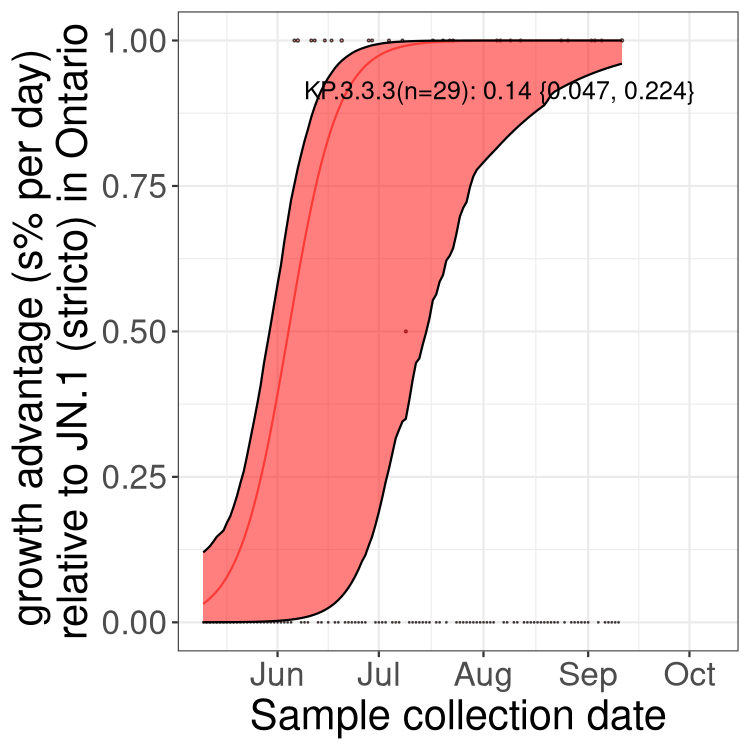 growth advantage (s% per day)
relative to JN.1 (stricto) in Ontario
1.00
0.75
0.50
0.25
0.00
KP.3.3.3(n=29): 0.14 {0.047, 0.224}
Jun Jul Aug Sep Oct
Sample collection date